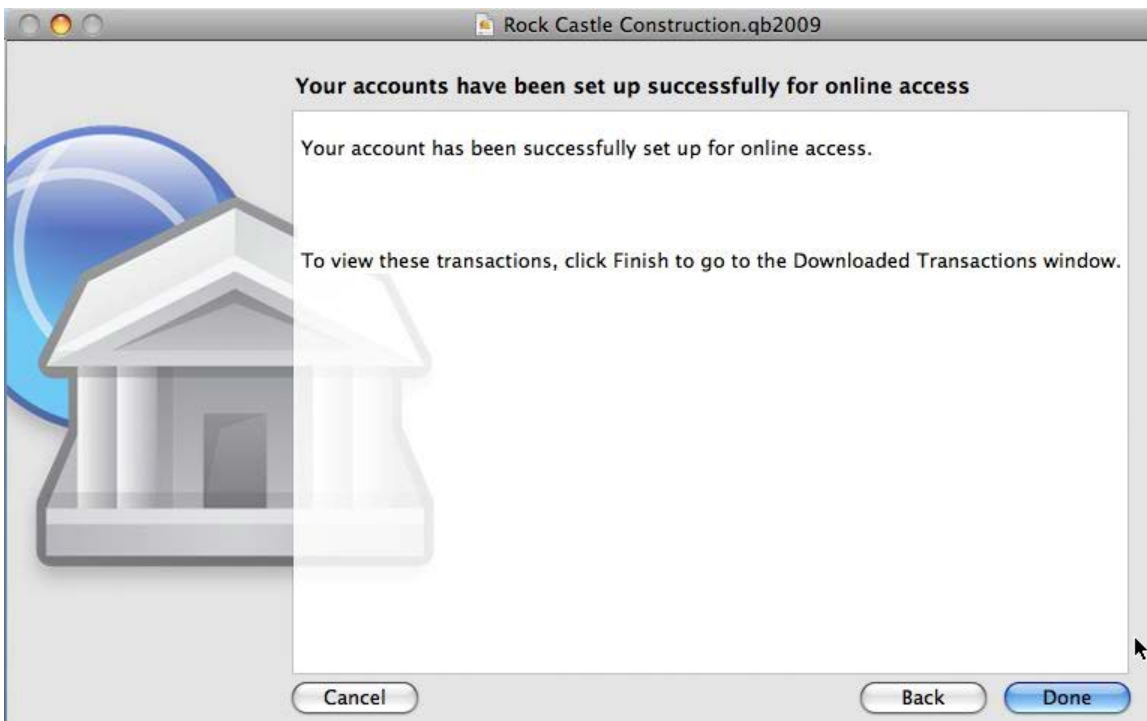 Rock Castle Construction.qb2009
Your accounts have been set up successfully for online access
Your account has been successfully set up for online access.
To view these transactions, click Finish to go to the Downloaded Transactions window.
Cancel
Back
Done